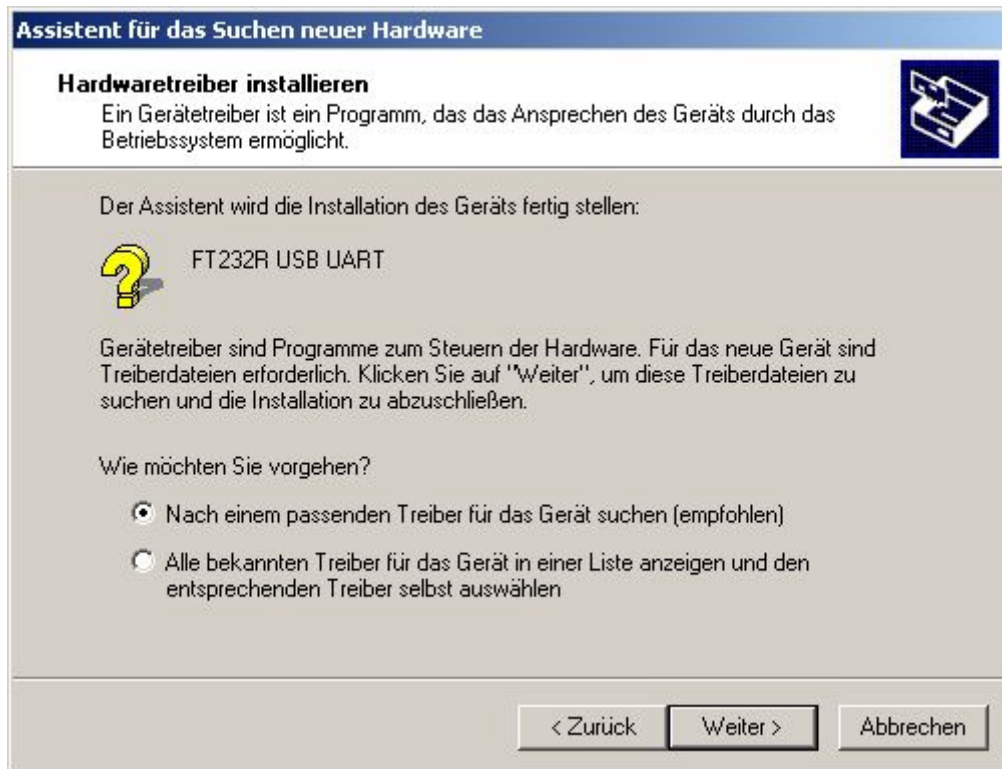 Assistent für das Suchen neuer Hardware
Hardwaretreiber installieren
Ein Gerätetreiber ist ein Programm, das das Ansprechen des Geräts durch das
Betriebssystem ermöglicht.
Der Assistent wird die Installation des Geräts fertig stellen:
FT232R USB UART
Gerätetreiber sind Programme zum Steuern der Hardware. Für das neue Gerät sind
Treiberdateien erforderlich. Klicken Sie auf "Weiter", um diese Treiberdateien zu
suchen und die Installation zu abzuschließen.
Wie möchten Sie vorgehen?
Nach einem passenden Treiber für das Gerät suchen (empfohlen)
Alle bekannten Treiber für das Gerät in einer Liste anzeigen und den
entsprechenden Treiber selbst auswählen
< Zurück Weiter > Abbrechen